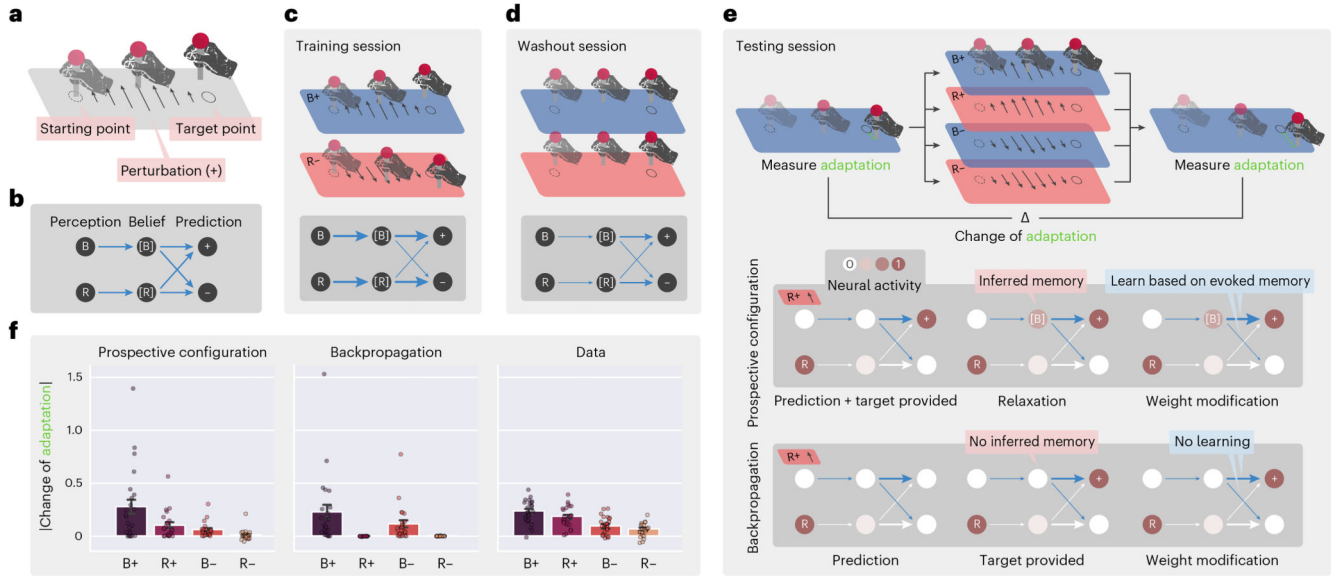 a
Starting point
Target point
Perturbation (+)
b
Perception Belief Prediction
B [B] +
R [R] −
c
Training session
B+
R−
B [B] +
R [R] −
d
Washout session
B [B] +
R [R] −
e
Testing session
B+
R+
B−
R−
Measure adaptation
Measure adaptation
Δ
Change of adaptation
Prospective configuration
0 1
Neural activity
Inferred memory
Learn based on evoked memory
R+
+ [B] + [B] +
R R R
Prediction + target provided
Relaxation
Weight modification
Backpropagation
No inferred memory
No learning
R+
+ +
R R R
Prediction
Target provided
Weight modification
f
Prospective configuration
Backpropagation
Data
|Change of adaptation|
1.5
1.0
0.5
0
B+ R+ B− R−
B+ R+ B− R−
B+ R+ B− R−